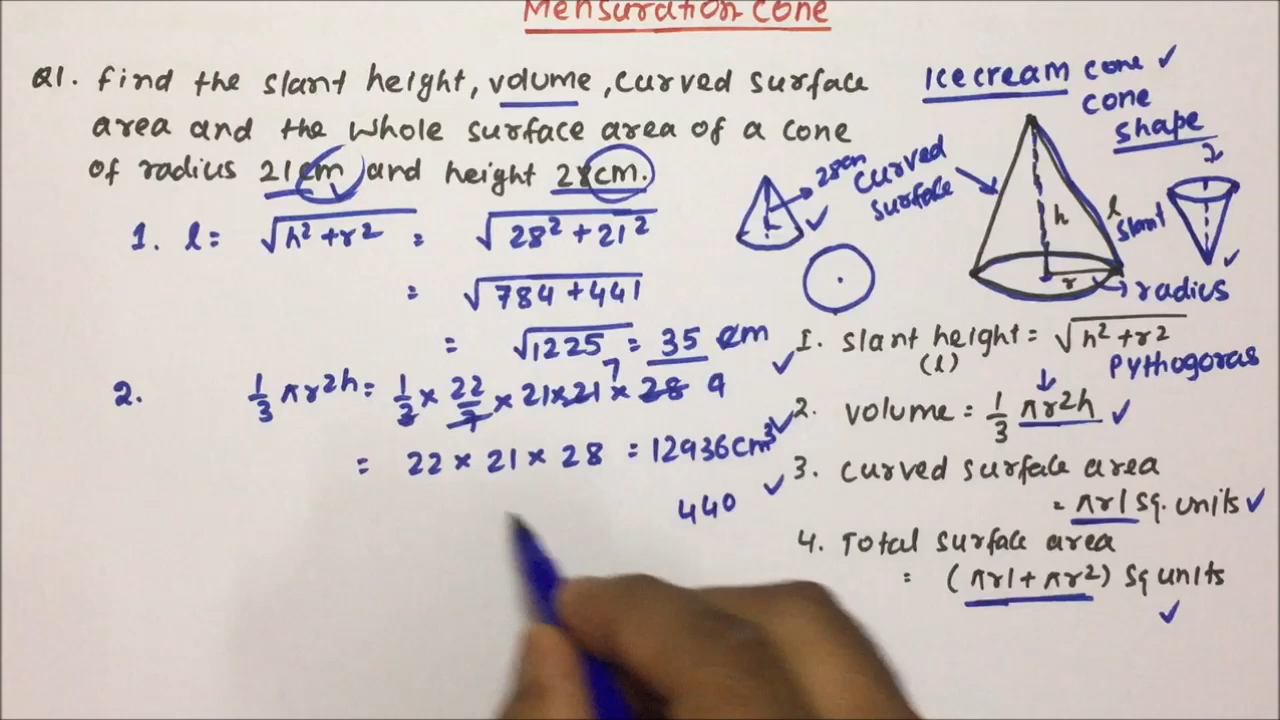 Mensuration Cone
Q1. Find the slant height, volume, curved surface
area and the whole surface area of a cone
of radius 21cm and height 28cm.
1. l = √h²+r² = √28²+21²
= √784+441
= √1225 = 35 cm
2. 1/3 πr²h = 1/3 × 22/7 × 21×21 7 × 28 9
= 22 × 21 × 28 = 12936cm³
440
Icecream cone ✓
cone
shape
28cm
curved
surface
h
l
slant
r
radius
r
1. slant height = √h²+r²
(l)
Pythogoras
2. volume = 1/3 πr²h ✓
3. curved surface area
= πrl sq. units ✓
4. Total surface area
= (πrl + πr²) sq units